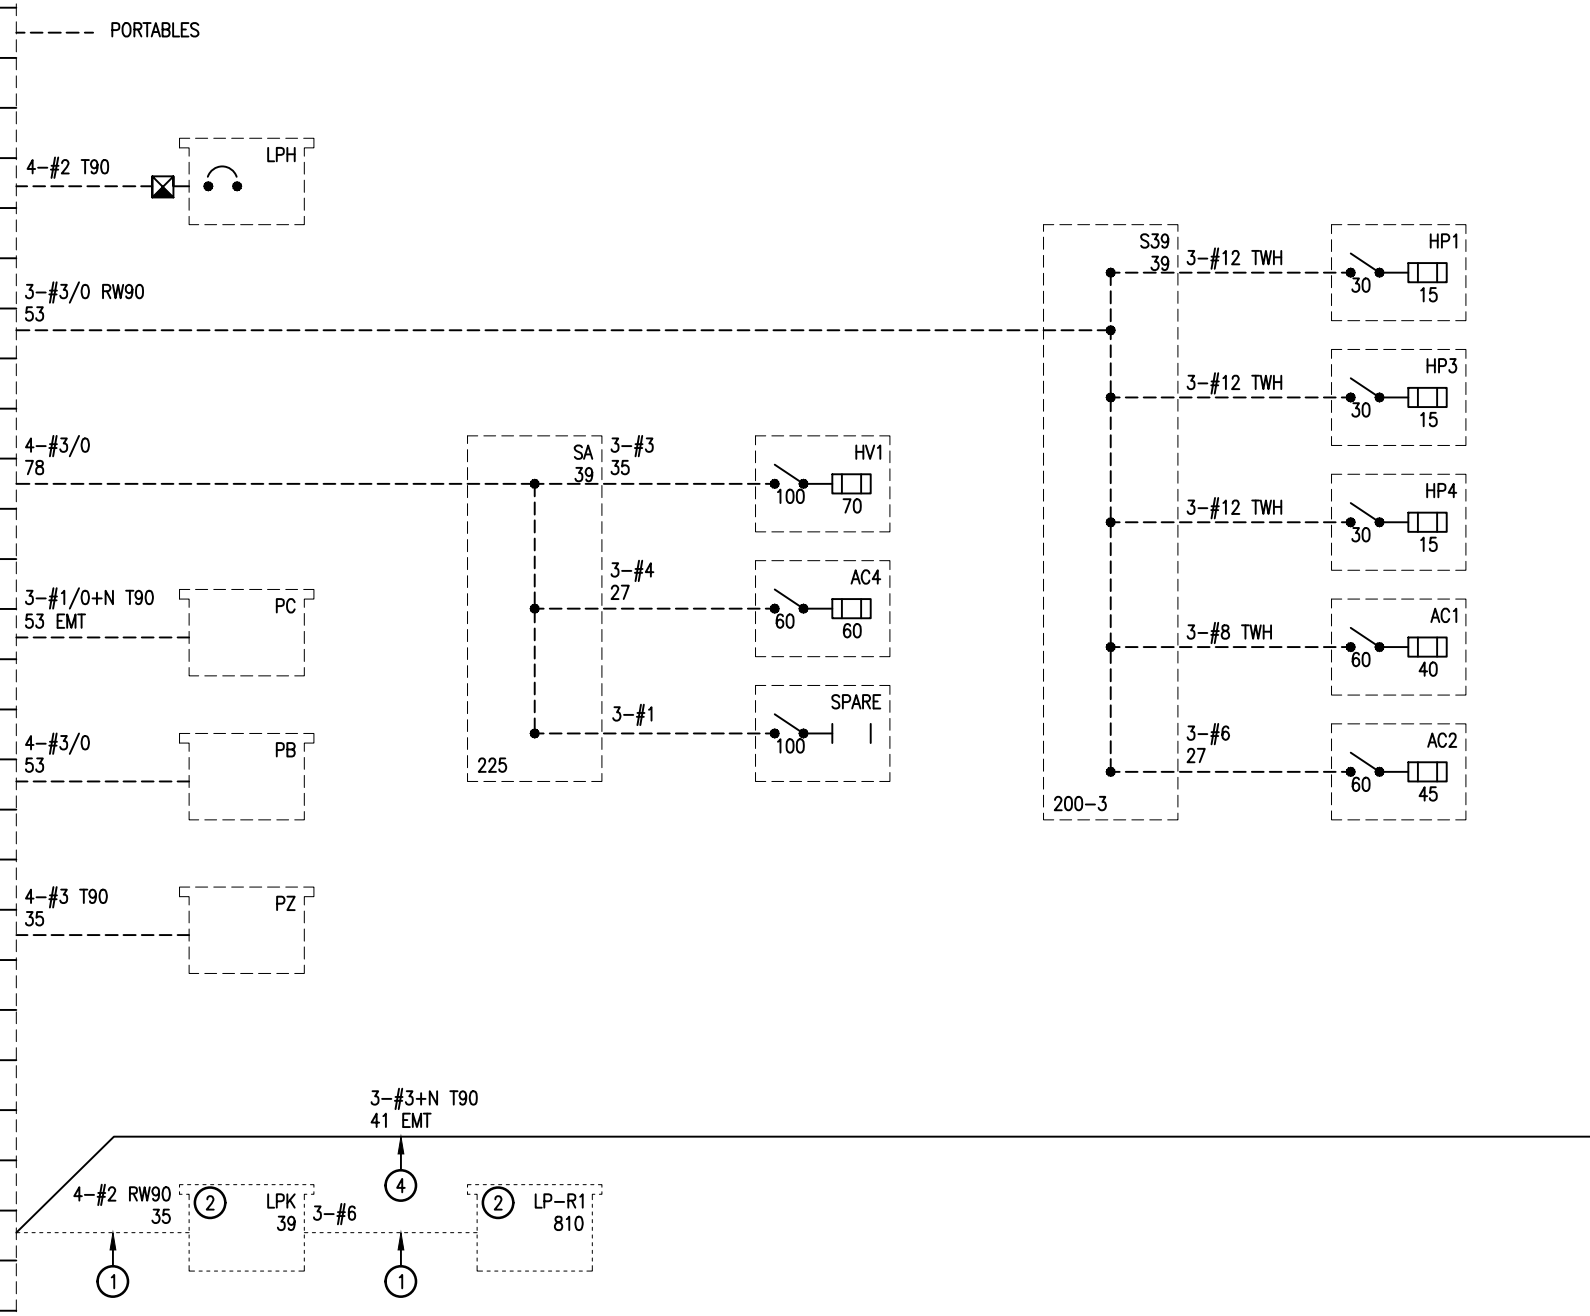 PORTABLES
4-#2 T90
LPH
3-#3/0 RW90
53
S39
39
3-#12 TWH
HP1
30
15
3-#12 TWH
HP3
30
15
3-#12 TWH
HP4
30
15
3-#8 TWH
AC1
60
40
3-#6
27
AC2
60
45
200-3
4-#3/0
78
SA
39
3-#3
35
HV1
100
70
3-#4
27
AC4
60
60
3-#1
SPARE
100
225
3-#1/0+N T90
53 EMT
PC
4-#3/0
53
PB
4-#3 T90
35
PZ
3-#3+N T90
41 EMT
4
4-#2 RW90
35
1
2
LPK
39
3-#6
1
2
LP-R1
810